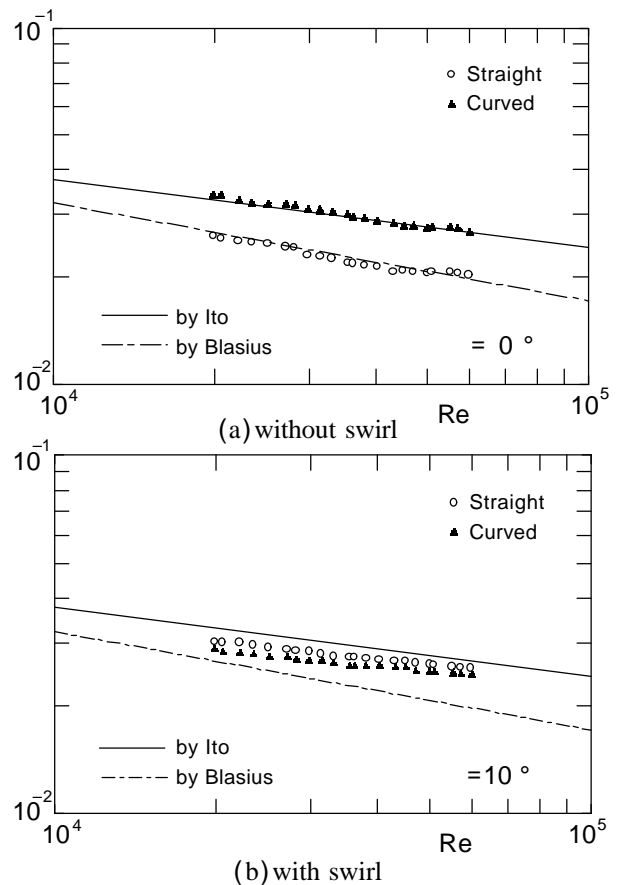 10⁻¹
Straight
Curved
by Ito
by Blasius
= 0 °
10⁻²
10⁴
Re
10⁵
(a) without swirl
10⁻¹
Straight
Curved
by Ito
by Blasius
=10 °
10⁻²
10⁴
Re
10⁵
(b) with swirl